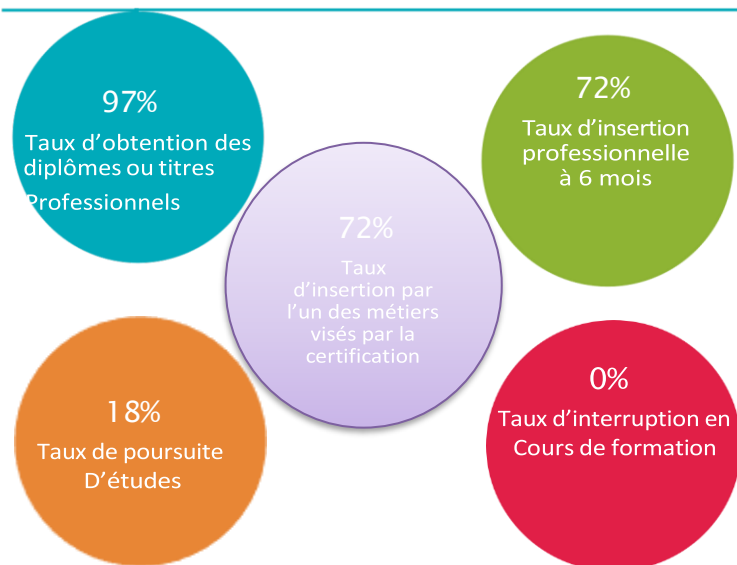 97%
Taux d'obtention des
diplômes ou titres
Professionnels
72%
Taux d'insertion
professionnelle
à 6 mois
72%
Taux
d'insertion par
l'un des métiers
visés par la
certification
18%
Taux de poursuite
D'études
0%
Taux d'interruption en
Cours de formation